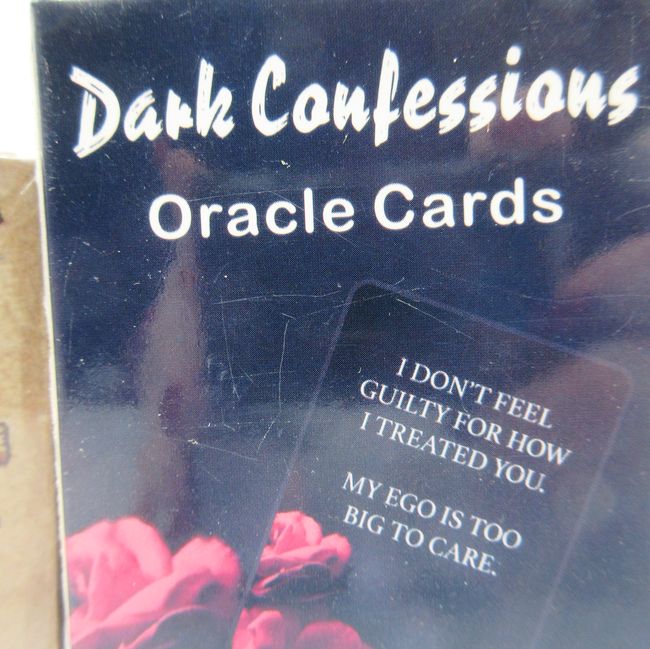 Dark Confessions
Oracle Cards
I DON'T FEEL
GUILTY FOR HOW
I TREATED YOU.
MY EGO IS TOO
BIG TO CARE.